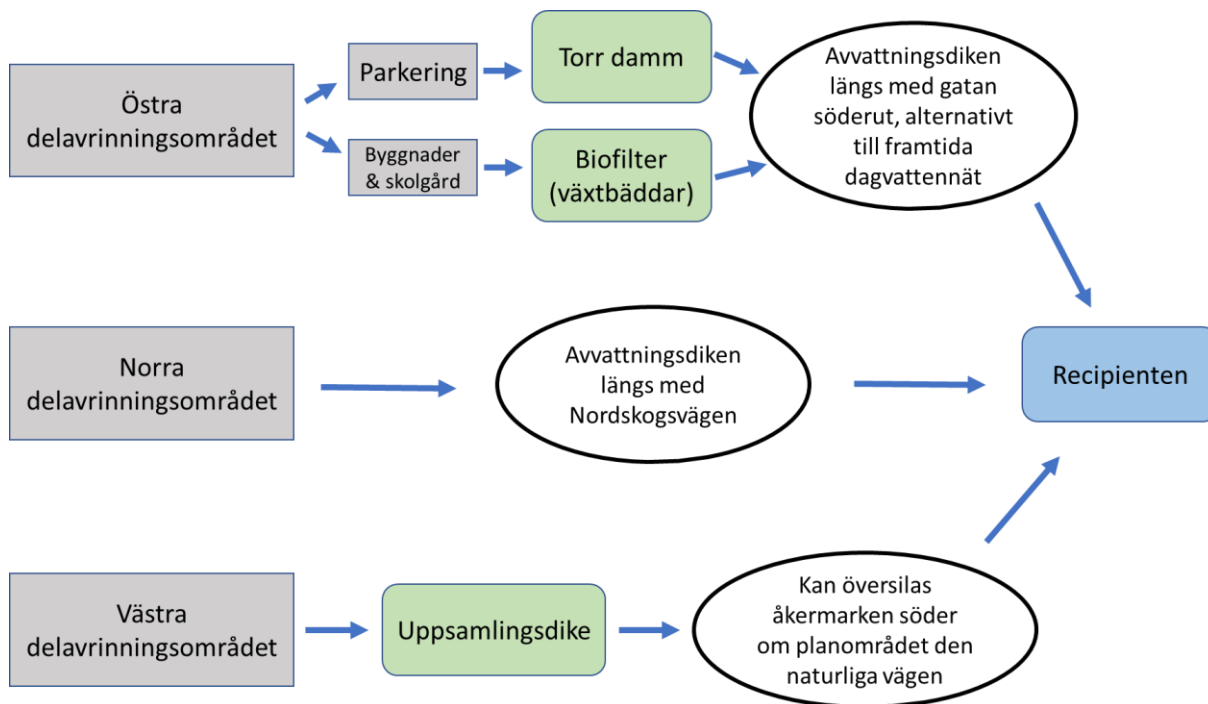 Östra
delavrinningsområdet
Parkering
Torr damm
Byggnader
& skolgård
Biofilter
(växtbäddar)
Avvattningsdiken
längs med gatan
söderut, alternativt
till framtida
dagvattennät
Norra
delavrinningsområdet
Avvattningsdiken
längs med
Nordskogsvägen
Recipienten
Västra
delavrinningsområdet
Uppsamlingsdike
Kan översilas
åkermarken söder
om planområdet den
naturliga vägen